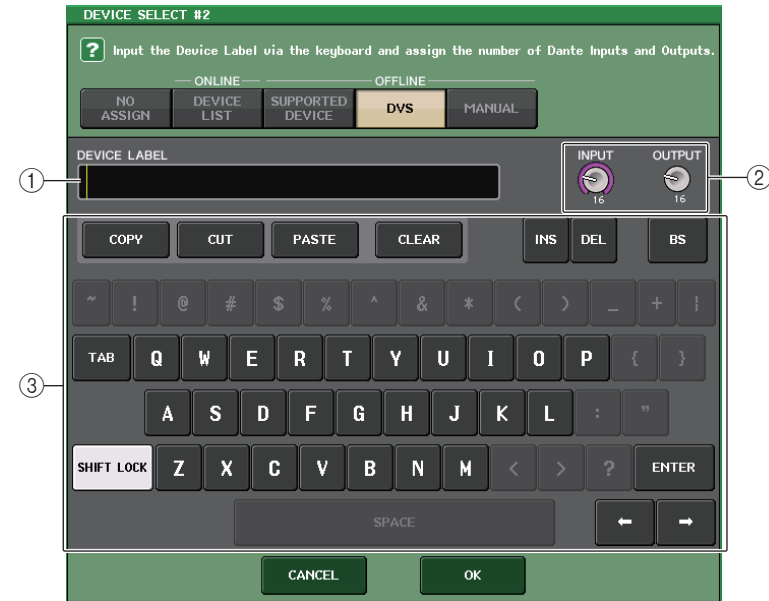 DEVICE SELECT #2
? Input the Device Label via the keyboard and assign the number of Dante Inputs and Outputs.
ONLINE OFFLINE
NO ASSIGN DEVICE LIST SUPPORTED DEVICE DVS MANUAL
DEVICE LABEL INPUT OUTPUT
① ②
16 16
COPY CUT PASTE CLEAR INS DEL BS
~ ! @ # $ % ^ & * ( ) _ + ¦
TAB Q W E R T Y U I O P { }
③
A S D F G H J K L : "
SHIFT LOCK Z X C V B N M < > ? ENTER
SPACE ← →
CANCEL OK